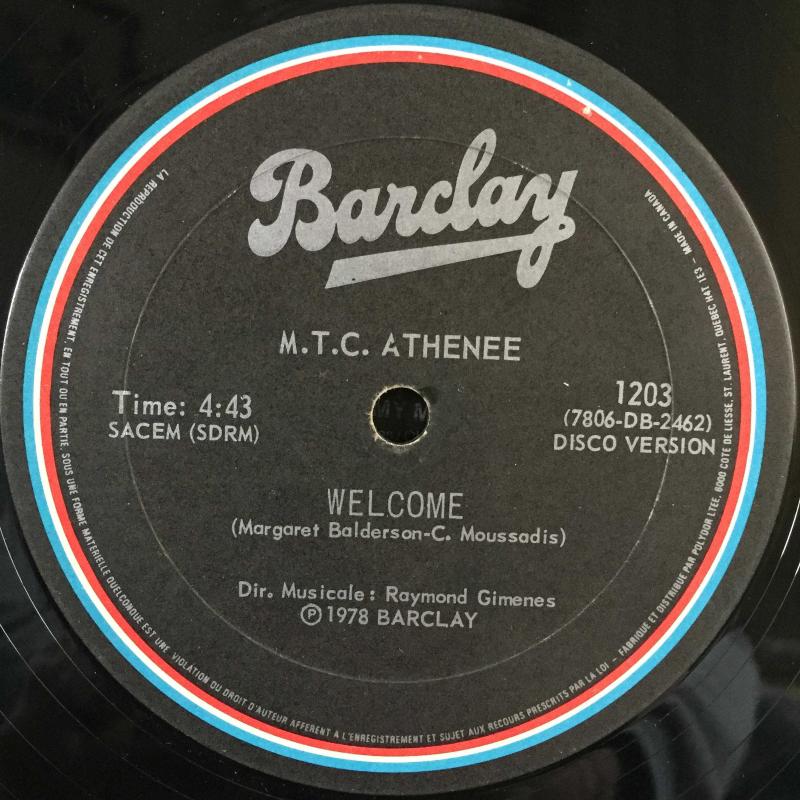 Barclay
M.T.C. ATHENEE
Time: 4:43
SACEM (SDRM)
1203
(7806-DB-2462)
DISCO VERSION
WELCOME
(Margaret Balderson-C. Moussadis)
Dir. Musicale: Raymond Gimenes
Ⓟ 1978 BARCLAY
LA REPRODUCTION DE CET ENREGISTREMENT, EN TOUT OU EN PARTIE, SOUS UNE FORME MATERIELLE QUELCONQUE EST UNE VIOLATION DU DROIT D'AUTEUR AFFERENT A L'ENREGISTREMENT ET SUJET AUX RECOURS PRESCRITS PAR LA LOI – FABRIQUE ET DISTRIBUE PAR POLYDOR LTEE, 6000 COTE DE LIESSE, ST. LAURENT, QUEBEC H4T 1E3 – MADE IN CANADA